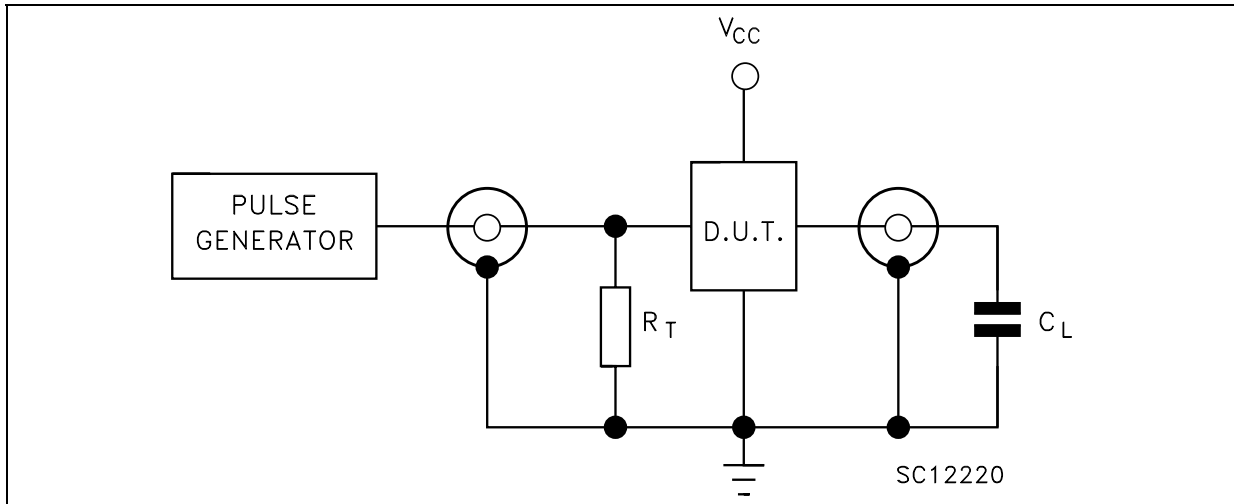 VCC
PULSE
GENERATOR
D.U.T.
RT
CL
SC12220